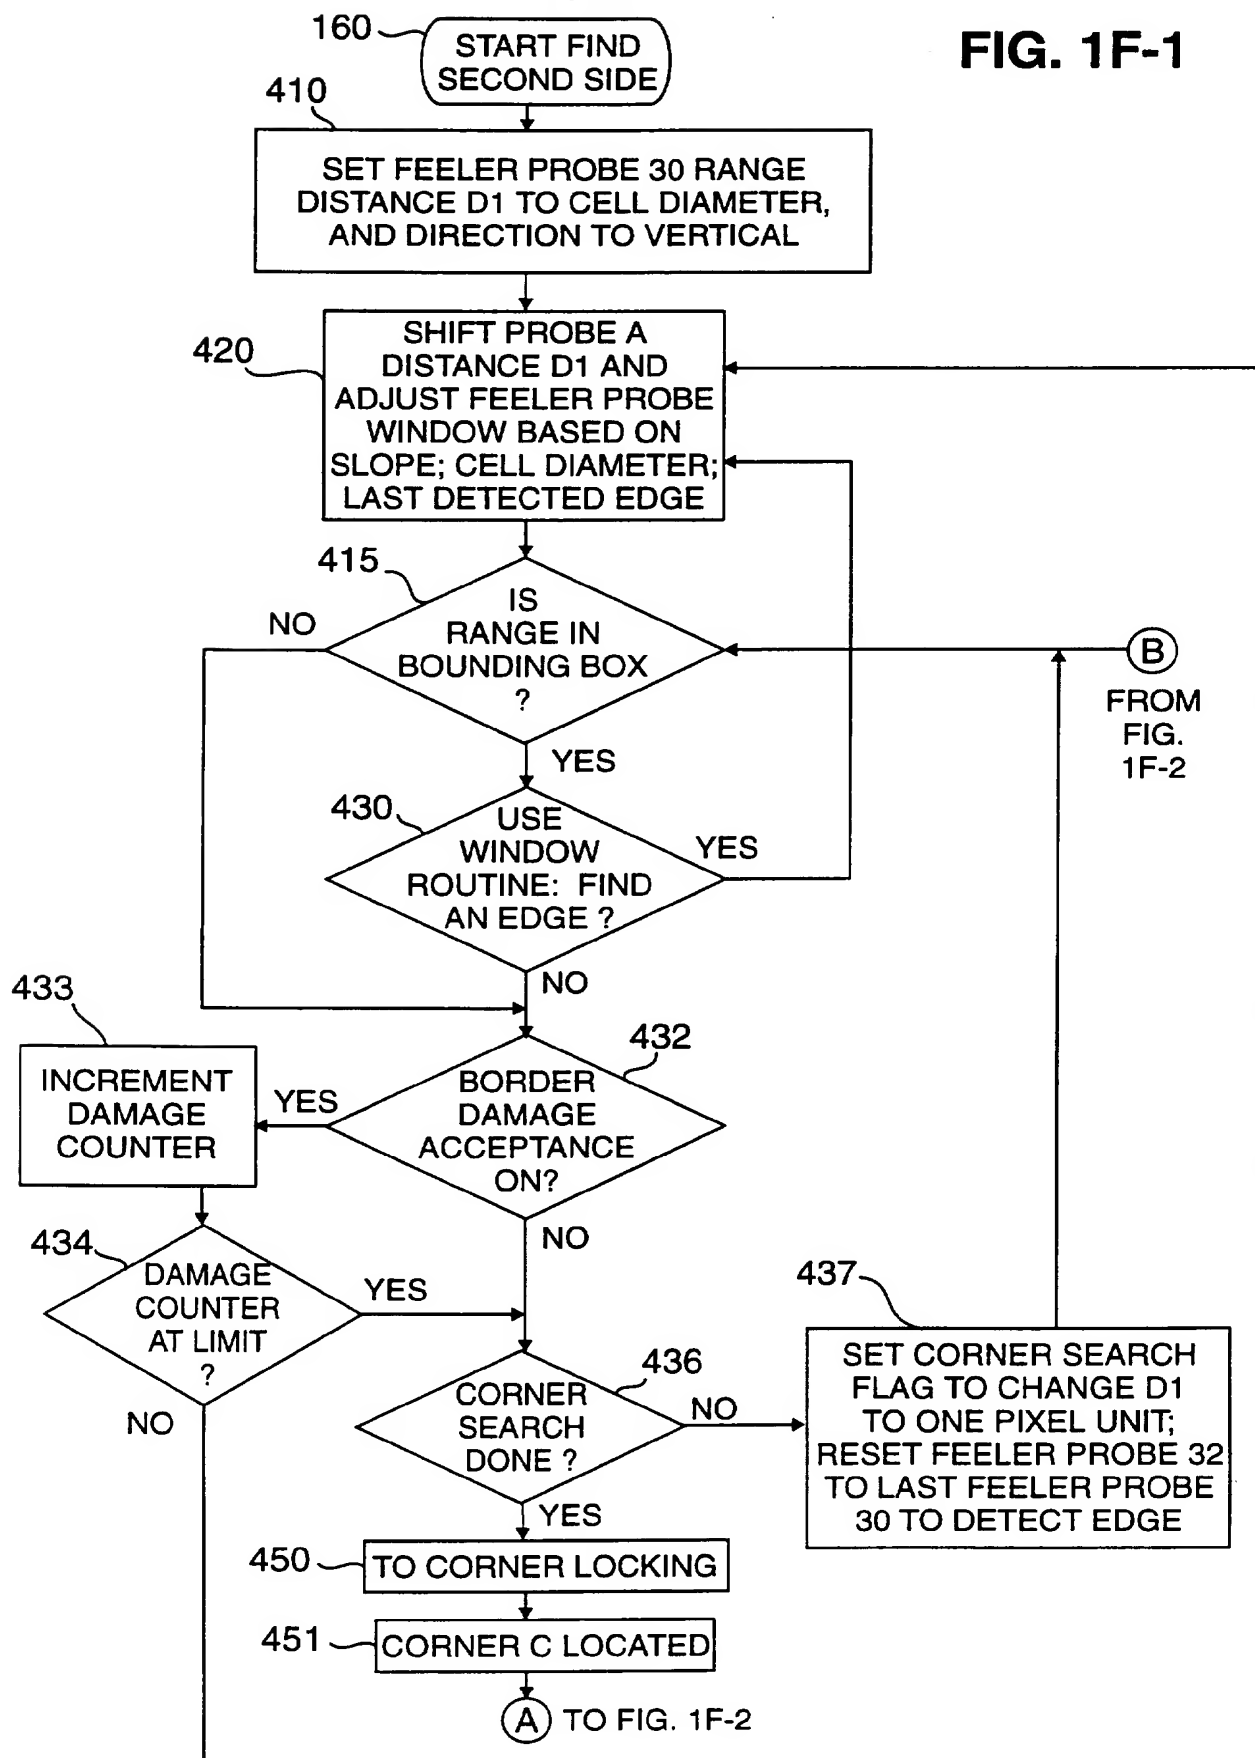 160
START FIND
SECOND SIDE
FIG. 1F-1
410
SET FEELER PROBE 30 RANGE
DISTANCE D1 TO CELL DIAMETER,
AND DIRECTION TO VERTICAL
420
SHIFT PROBE A
DISTANCE D1 AND
ADJUST FEELER PROBE
WINDOW BASED ON
SLOPE; CELL DIAMETER;
LAST DETECTED EDGE
415
IS
RANGE IN
BOUNDING BOX
?
NO
YES
B
FROM
FIG.
1F-2
430
USE
WINDOW
ROUTINE: FIND
AN EDGE ?
YES
NO
432
BORDER
DAMAGE
ACCEPTANCE
ON?
YES
NO
433
INCREMENT
DAMAGE
COUNTER
434
DAMAGE
COUNTER
AT LIMIT
?
YES
NO
436
CORNER
SEARCH
DONE ?
NO
YES
437
SET CORNER SEARCH
FLAG TO CHANGE D1
TO ONE PIXEL UNIT;
RESET FEELER PROBE 32
TO LAST FEELER PROBE
30 TO DETECT EDGE
450
TO CORNER LOCKING
451
CORNER C LOCATED
A TO FIG. 1F-2